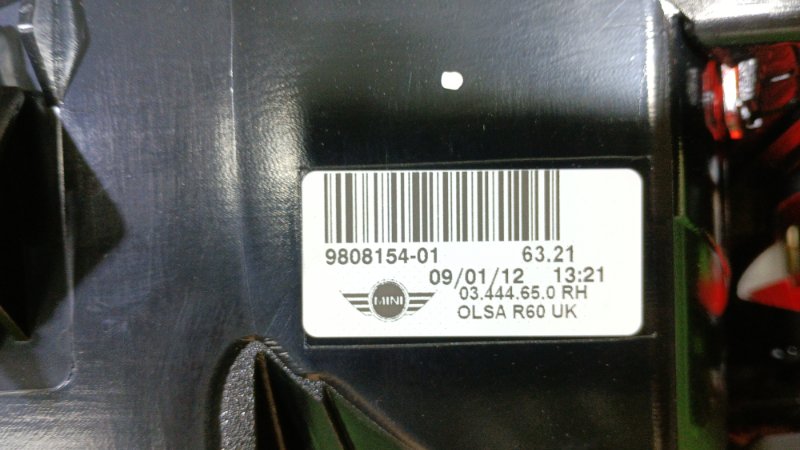 9808154-01 63.21
09/01/12 13:21
MINI
03.444.65.0 RH
OLSA R60 UK